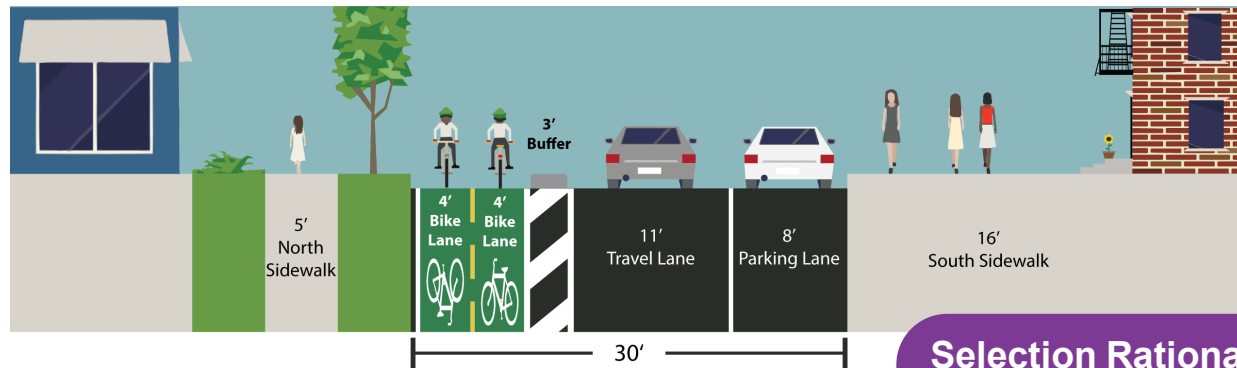 3’
Buffer
5’
North
Sidewalk
4’
Bike
Lane
4’
Bike
Lane
11’
Travel Lane
8’
Parking Lane
16’
South Sidewalk
30‘
Selection